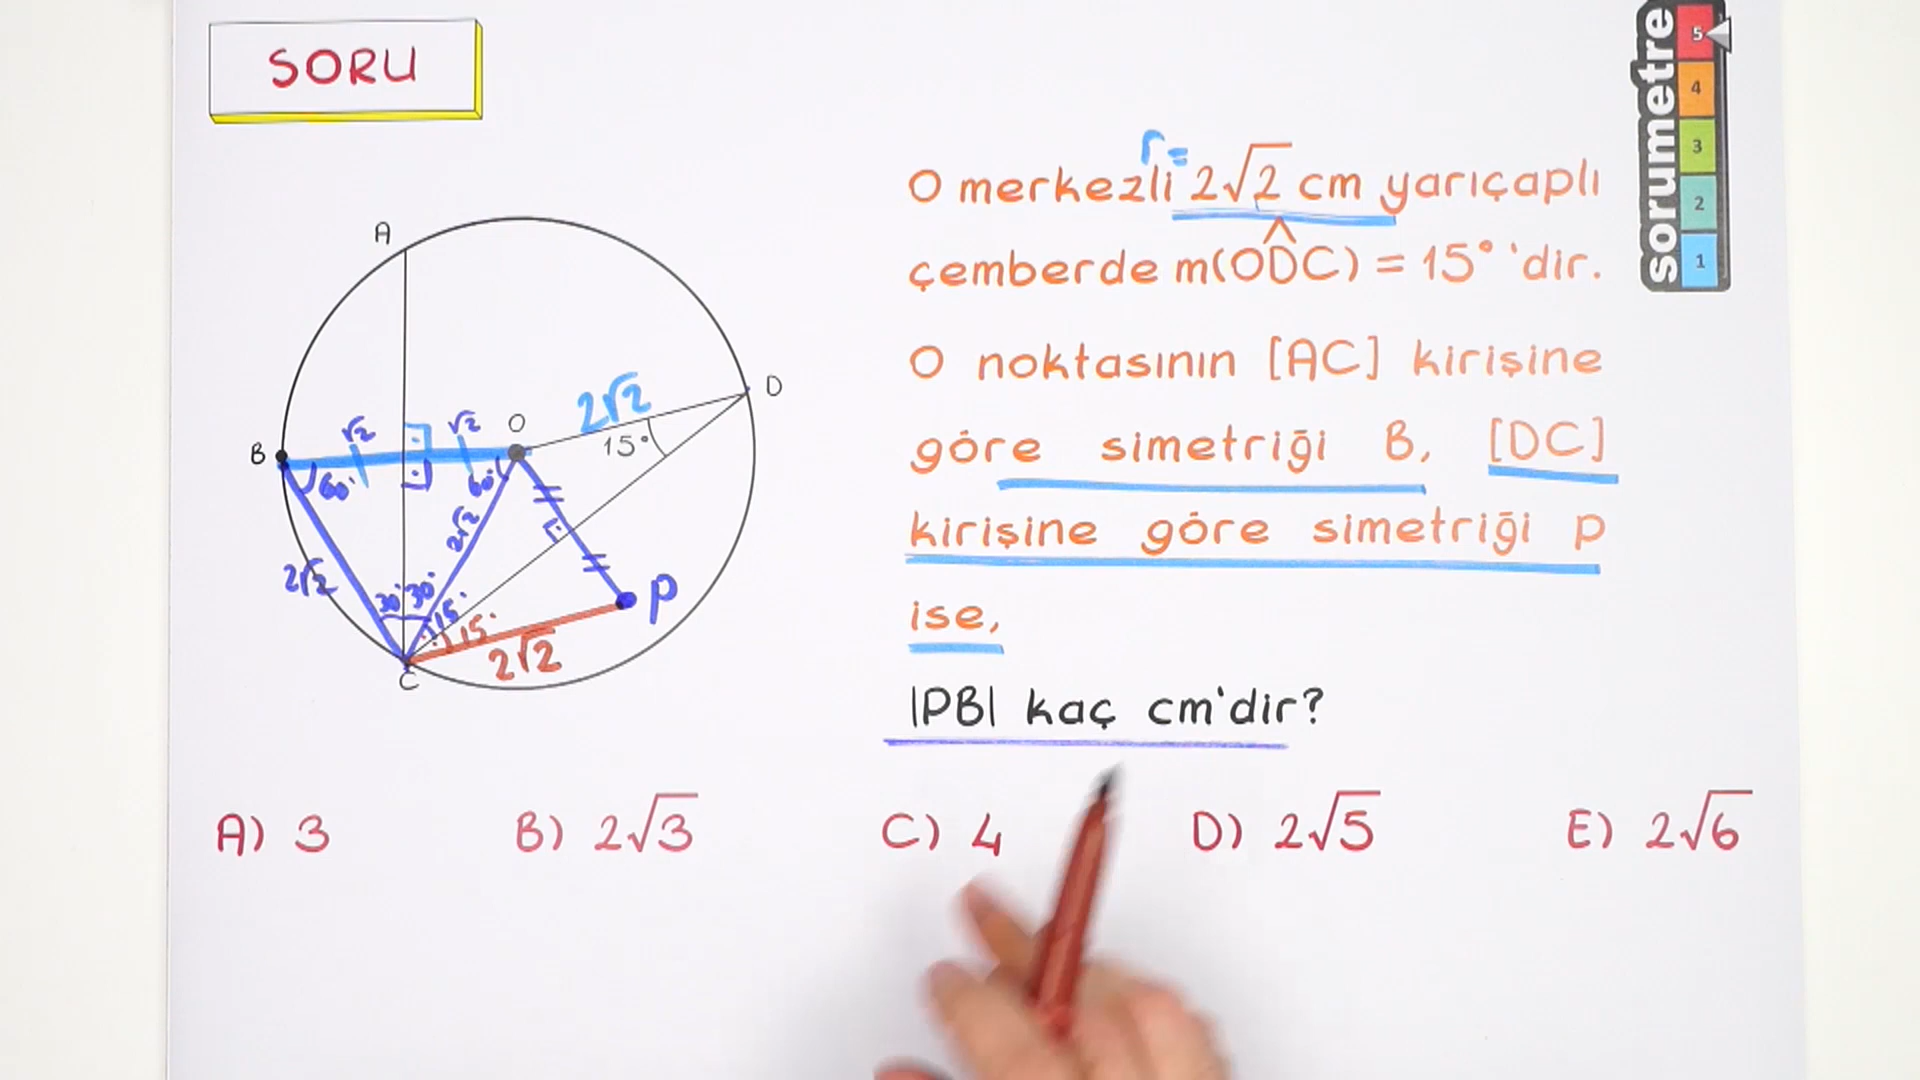 SORU
sorumetre
5
4
3
2
1
r=
O merkezli 2√2 cm yarıçaplı
çemberde m(ODC) = 15° 'dir.
O noktasının [AC] kirişine
göre simetriği B, [DC]
kirişine göre simetriği P
ise,
|PB| kaç cm'dir?
A
D
2√2
O
√2
√2
15°
B
60°
60°
2√2
2√2
30° 30°
15°
15°
P
2√2
C
A) 3
B) 2√3
C) 4
D) 2√5
E) 2√6